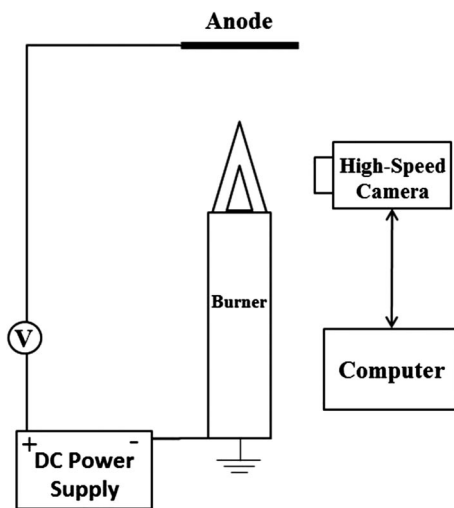 Anode
High-Speed
Camera
Burner
V
Computer
+ -
DC Power
Supply